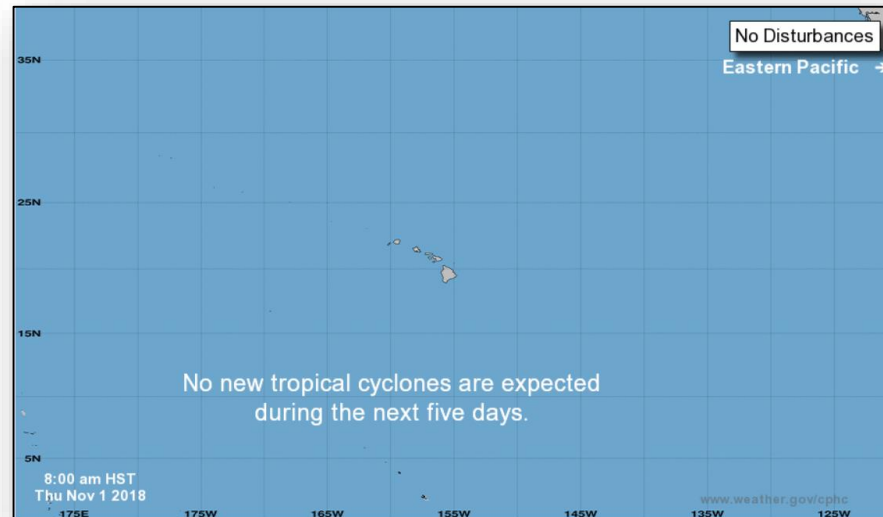 No Disturbances
Eastern Pacific →
35N
25N
15N
No new tropical cyclones are expected
during the next five days.
5N
8:00 am HST
Thu Nov 1 2018
www.weather.gov/cphc
175E
175W
165W
155W
145W
135W
125W